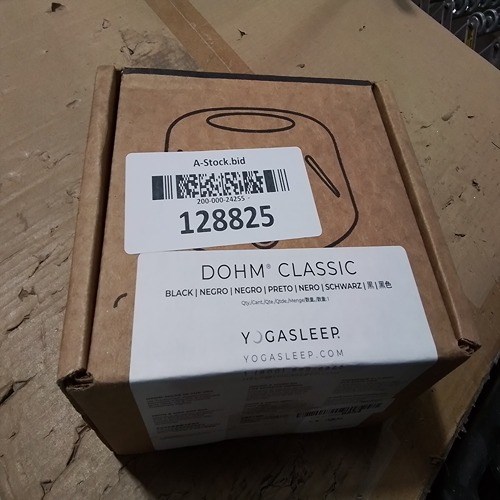 A-Stock.bid
200-000-24255
128825
DOHM® CLASSIC
BLACK | NEGRO | NEGRO | PRETO | NERO | SCHWARZ | 黑 | 黒色
YOGASLEEP.
YOGASLEEP.COM